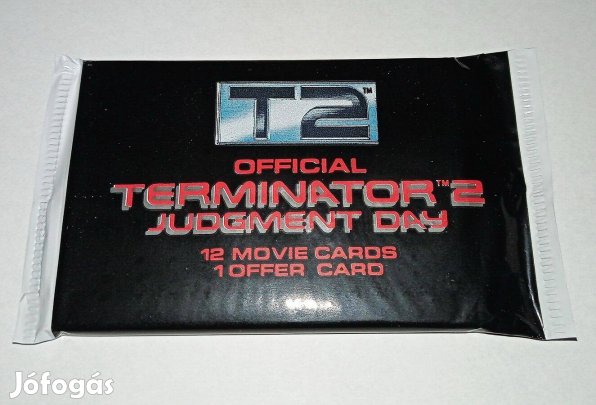 T2™
OFFICIAL
TERMINATOR™2
JUDGMENT DAY
12 MOVIE CARDS
1 OFFER CARD
Jófogás